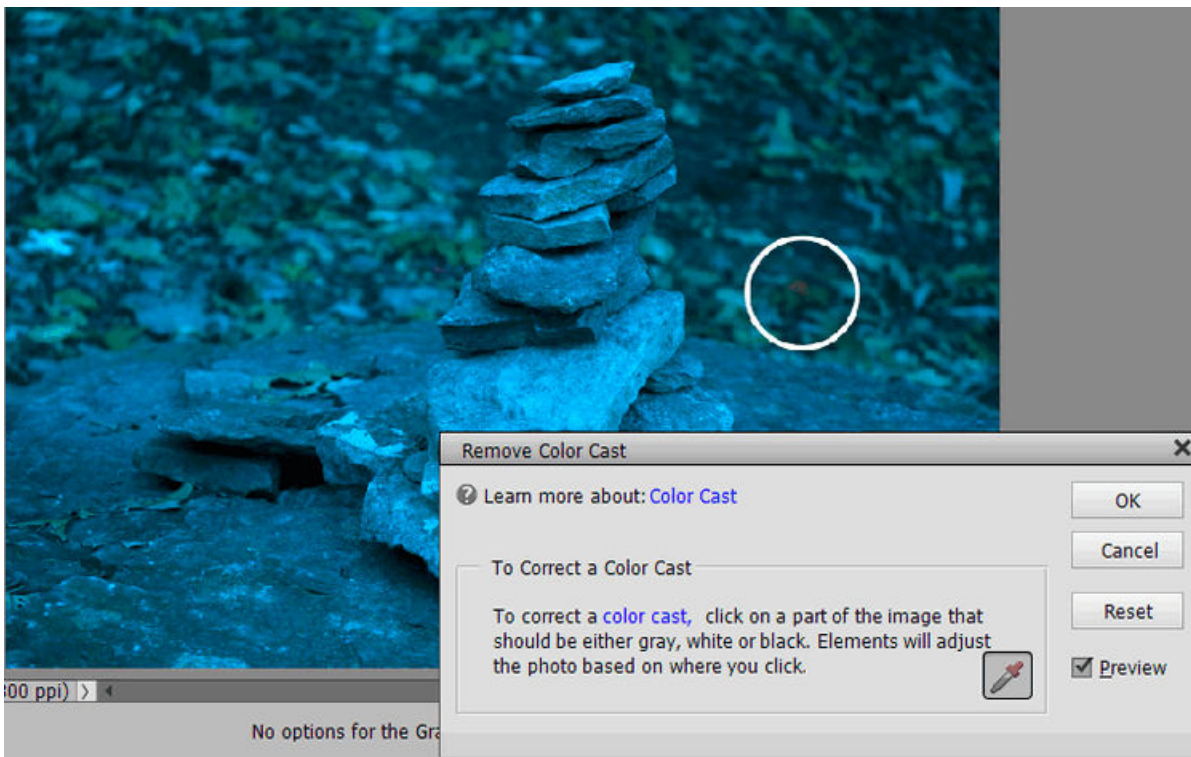 Remove Color Cast
Learn more about: Color Cast
OK
Cancel
To Correct a Color Cast
To correct a color cast, click on a part of the image that
should be either gray, white or black. Elements will adjust
the photo based on where you click.
Reset
Preview
00 ppi)
No options for the Gra